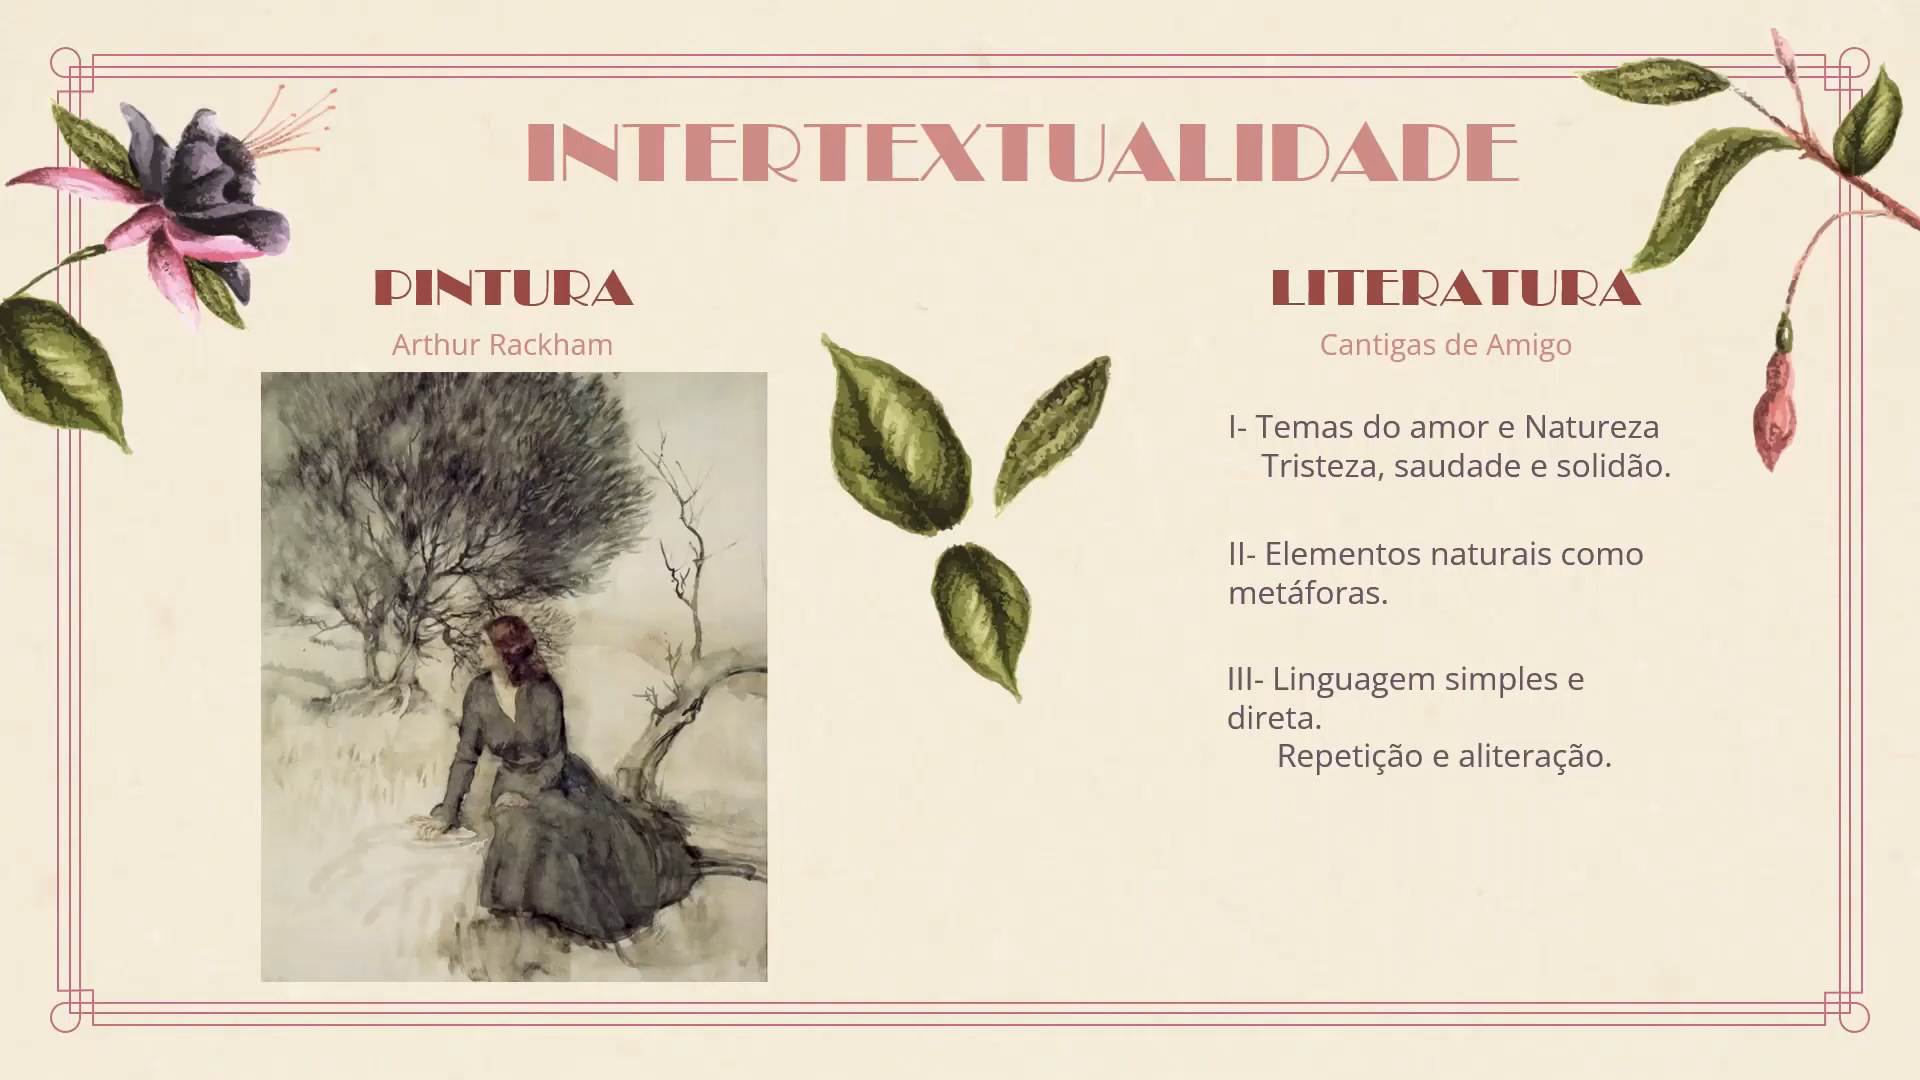 INTERTEXTUALIDADE
PINTURA
Arthur Rackham
LITERATURA
Cantigas de Amigo
I- Temas do amor e Natureza
Tristeza, saudade e solidão.
II- Elementos naturais como
metáforas.
III- Linguagem simples e
direta.
Repetição e aliteração.